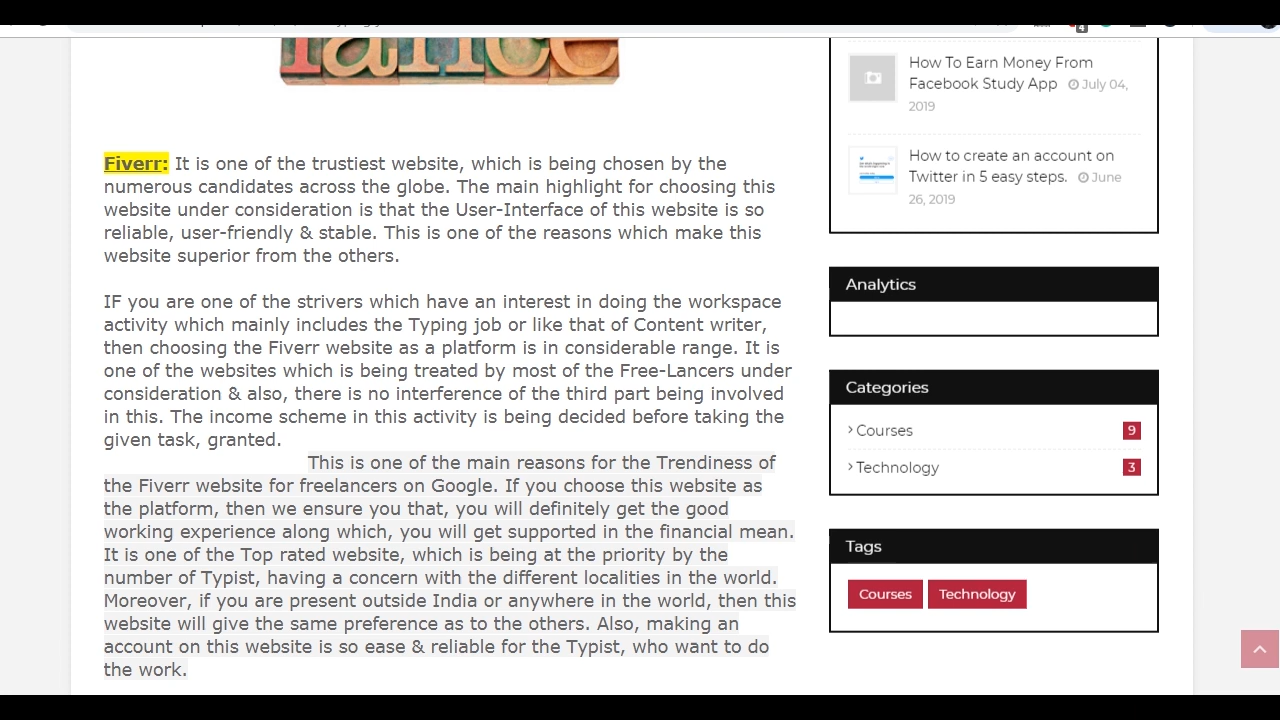 lance
Fiverr: It is one of the trustiest website, which is being chosen by the
numerous candidates across the globe. The main highlight for choosing this
website under consideration is that the User-Interface of this website is so
reliable, user-friendly & stable. This is one of the reasons which make this
website superior from the others.
IF you are one of the strivers which have an interest in doing the workspace
activity which mainly includes the Typing job or like that of Content writer,
then choosing the Fiverr website as a platform is in considerable range. It is
one of the websites which is being treated by most of the Free-Lancers under
consideration & also, there is no interference of the third part being involved
in this. The income scheme in this activity is being decided before taking the
given task, granted.
This is one of the main reasons for the Trendiness of
the Fiverr website for freelancers on Google. If you choose this website as
the platform, then we ensure you that, you will definitely get the good
working experience along which, you will get supported in the financial mean.
It is one of the Top rated website, which is being at the priority by the
number of Typist, having a concern with the different localities in the world.
Moreover, if you are present outside India or anywhere in the world, then this
website will give the same preference as to the others. Also, making an
account on this website is so ease & reliable for the Typist, who want to do
the work.
How To Earn Money From
Facebook Study App July 04,
2019
How to create an account on
Twitter in 5 easy steps. June
26, 2019
Analytics
Categories
Courses 9
Technology 3
Tags
Courses Technology